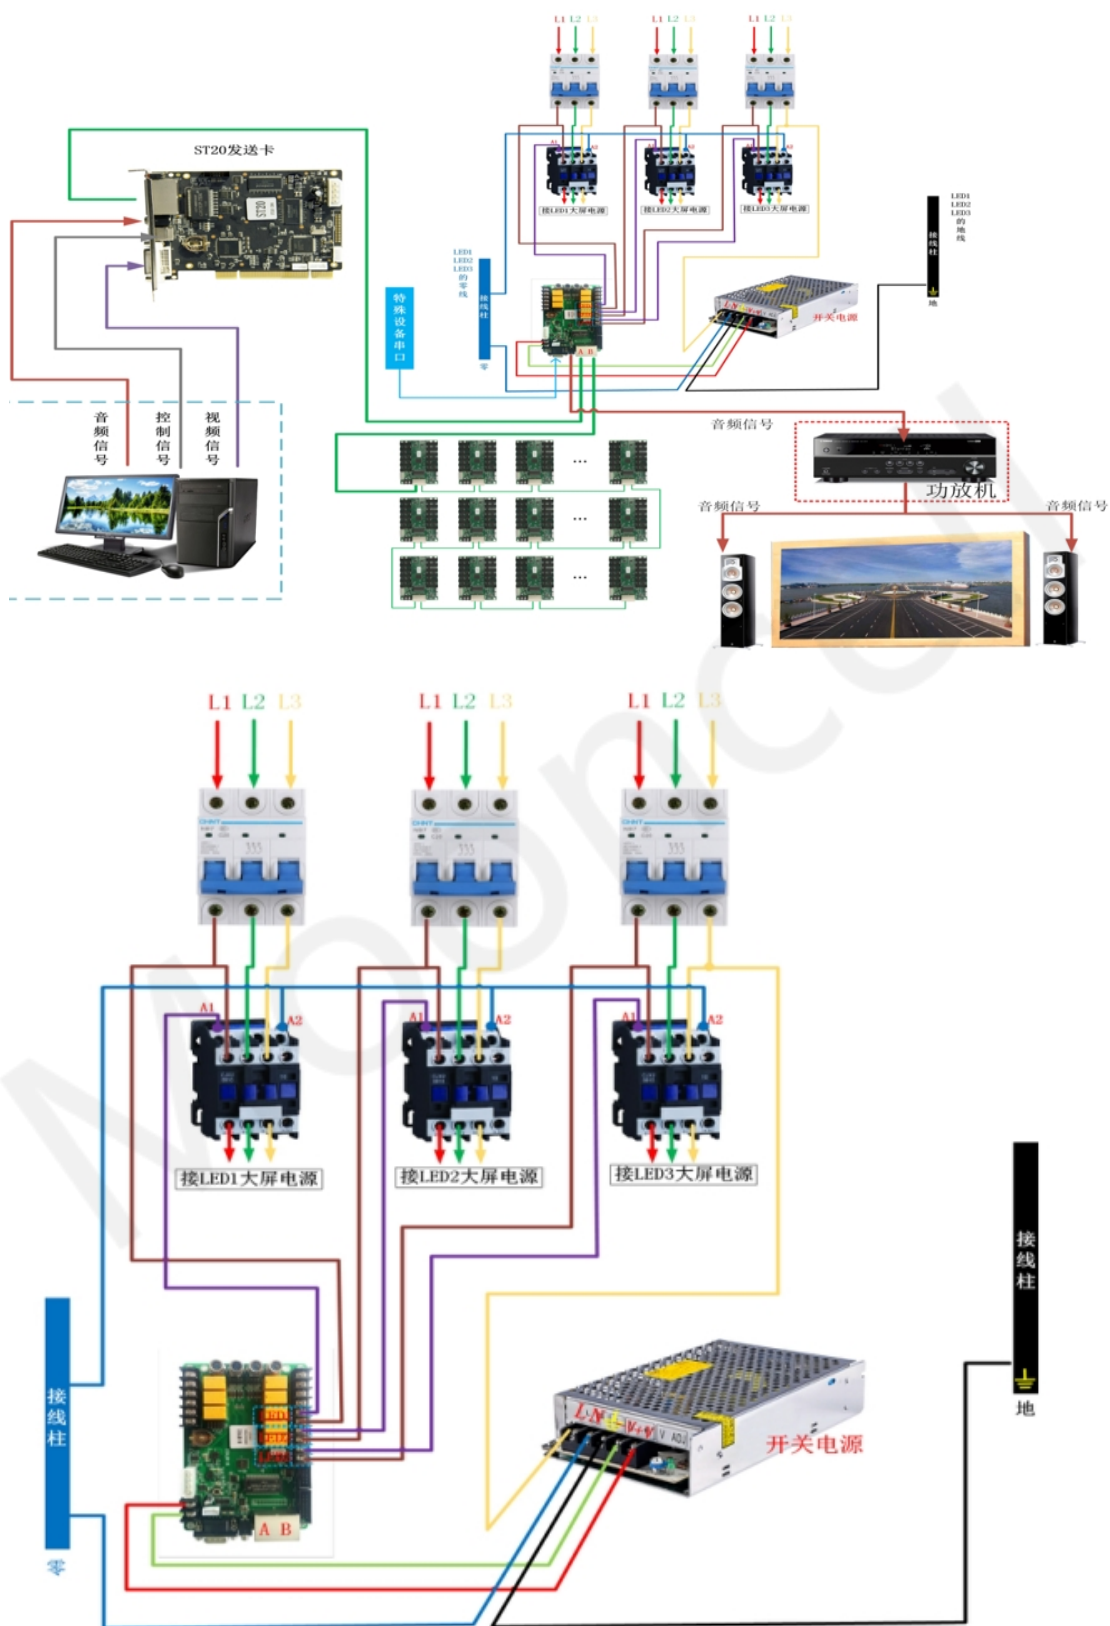 L1 L2 L3
L1 L2 L3
L1 L2 L3
ST20发送卡
ST20
A1
A2
A2
A2
接LED1大屏电源
接LED2大屏电源
接LED3大屏电源
LED1
LED2
LED3
的
地
线
接线柱
地
LED1
LED2
LED3
的
零
线
接线柱
零
特殊设备串口
A B
开关电源
音频信号
控制信号
视频信号
音频信号
功放机
音频信号
音频信号
...
...
...
L1 L2 L3
L1 L2 L3
L1 L2 L3
CHNT
CHNT
CHNT
A1
A2
A1
A2
A1
A2
接LED1大屏电源
接LED2大屏电源
接LED3大屏电源
接线柱
地
接线柱
零
A B
L N
V ADJ
开关电源
Mooncell